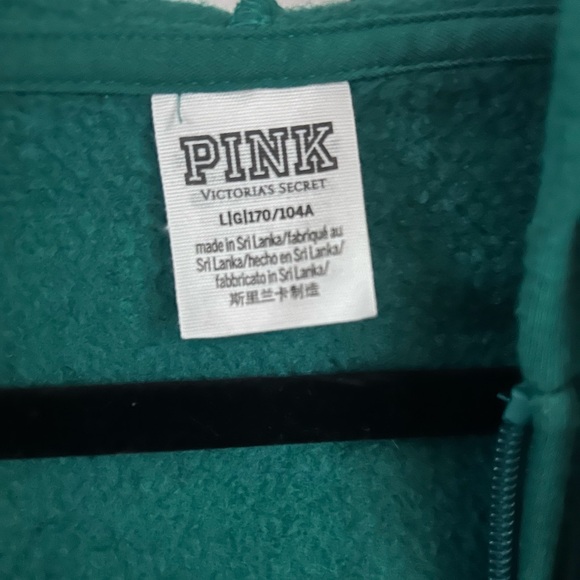 PINK
VICTORIA'S SECRET
L|G|170/104A
made in Sri Lanka/fabriqué au
Sri Lanka/hecho en Sri Lanka/
fabbricato in Sri Lanka/
斯里兰卡制造